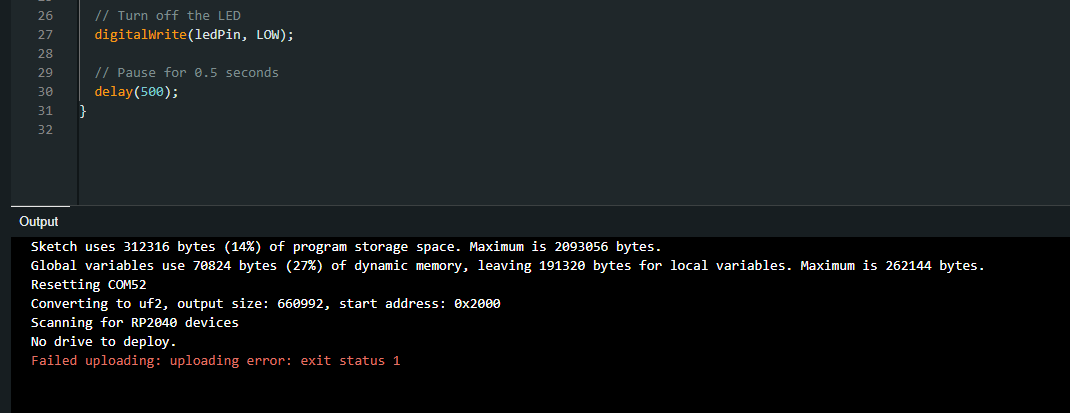 26 // Turn off the LED
27 digitalWrite(ledPin, LOW);
28
29 // Pause for 0.5 seconds
30 delay(500);
31 }
32
Output
Sketch uses 312316 bytes (14%) of program storage space. Maximum is 2093056 bytes.
Global variables use 70824 bytes (27%) of dynamic memory, leaving 191320 bytes for local variables. Maximum is 262144 bytes.
Resetting COM52
Converting to uf2, output size: 660992, start address: 0x2000
Scanning for RP2040 devices
No drive to deploy.
Failed uploading: uploading error: exit status 1